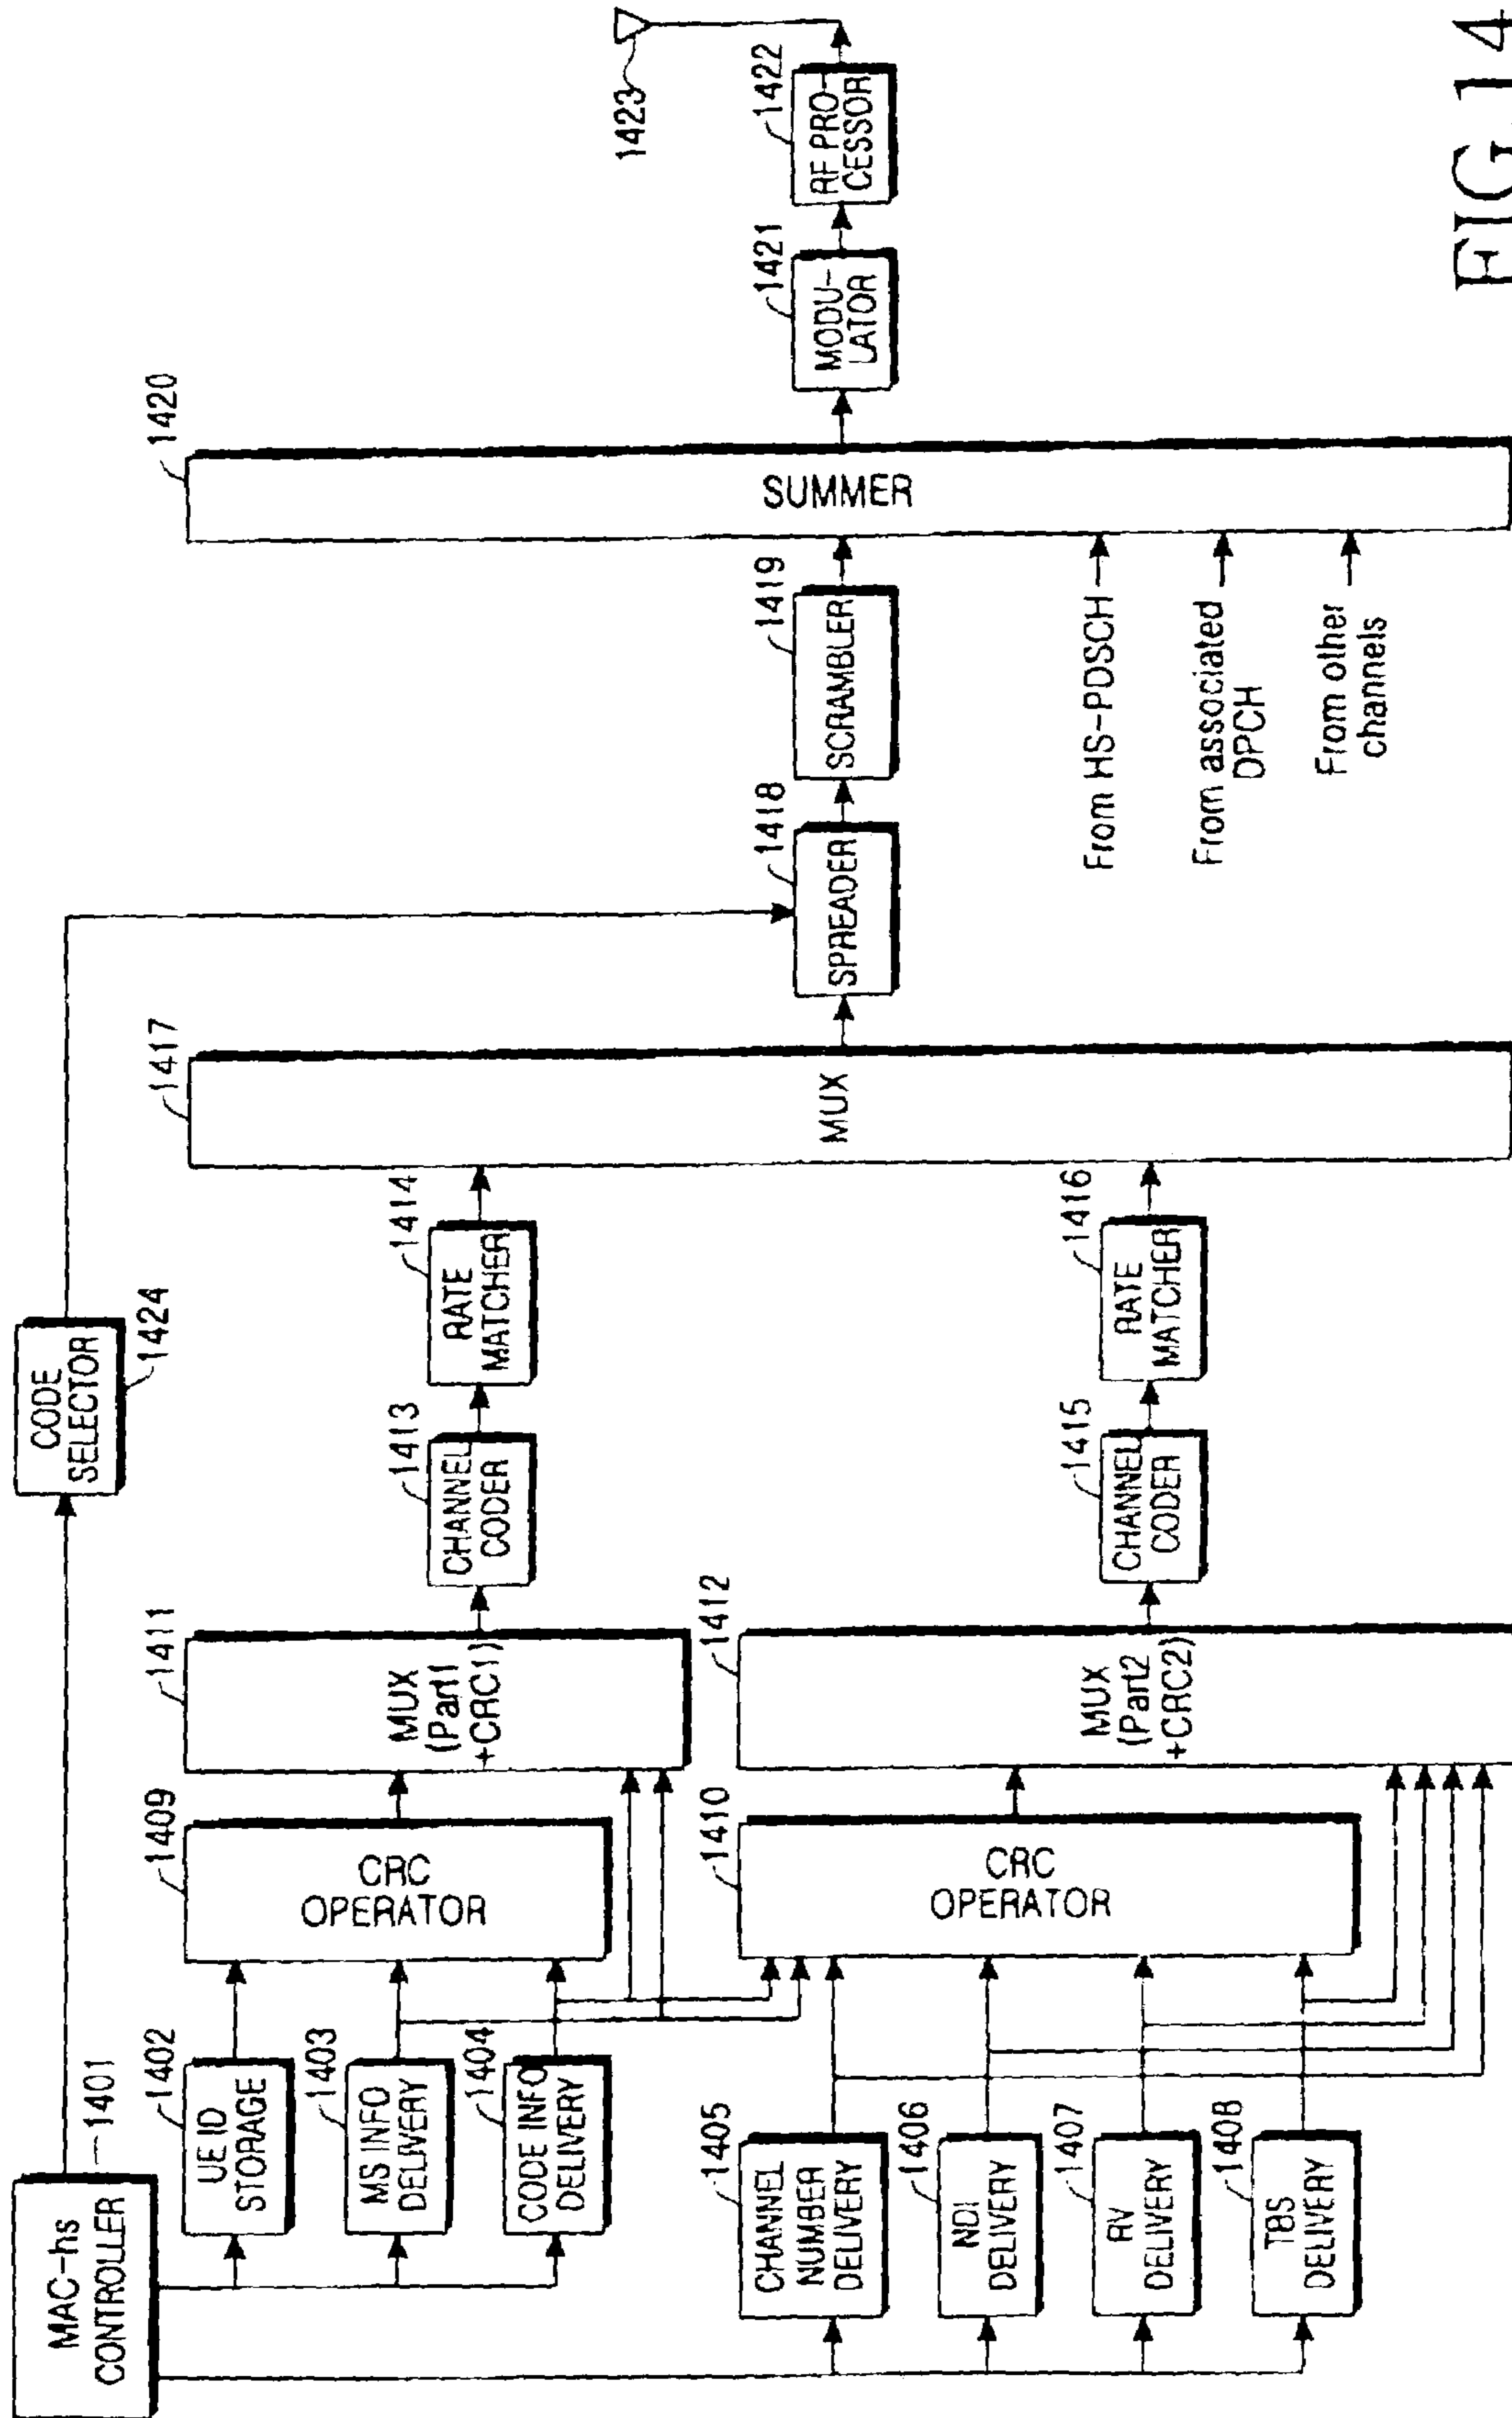 MAC-hs
CONTROLLER
1401
CODE
SELECTOR
1424
UE ID
STORAGE
1402
MS INFO
DELIVERY
1403
CODE INFO
DELIVERY
1404
CHANNEL
NUMBER
DELIVERY
1405
NDI
DELIVERY
1406
RV
DELIVERY
1407
TBS
DELIVERY
1408
CRC
OPERATOR
1409
CRC
OPERATOR
1410
MUX
(Part1
+CRC1)
1411
MUX
(Part2
+CRC2)
1412
CHANNEL
CODER
1413
RATE
MATCHER
1414
CHANNEL
CODER
1415
RATE
MATCHER
1416
MUX
1417
SPREADER
1418
SCRAMBLER
1419
From HS-PDSCH
From associated
DPCH
From other
channels
SUMMER
1420
MODU-
LATOR
1421
RF PRO-
CESSOR
1422
1423
FIG.14